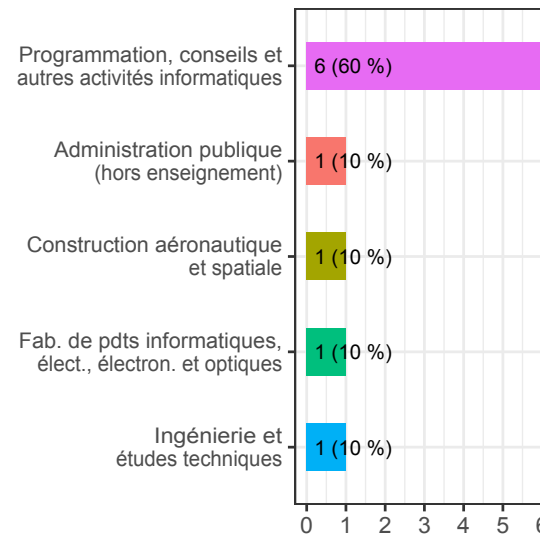 Programmation, conseils et
autres activités informatiques
6 (60 %)
Administration publique
(hors enseignement)
1 (10 %)
Construction aéronautique
et spatiale
1 (10 %)
Fab. de pdts informatiques,
élect., électron. et optiques
1 (10 %)
Ingénierie et
études techniques
1 (10 %)
0 1 2 3 4 5 6